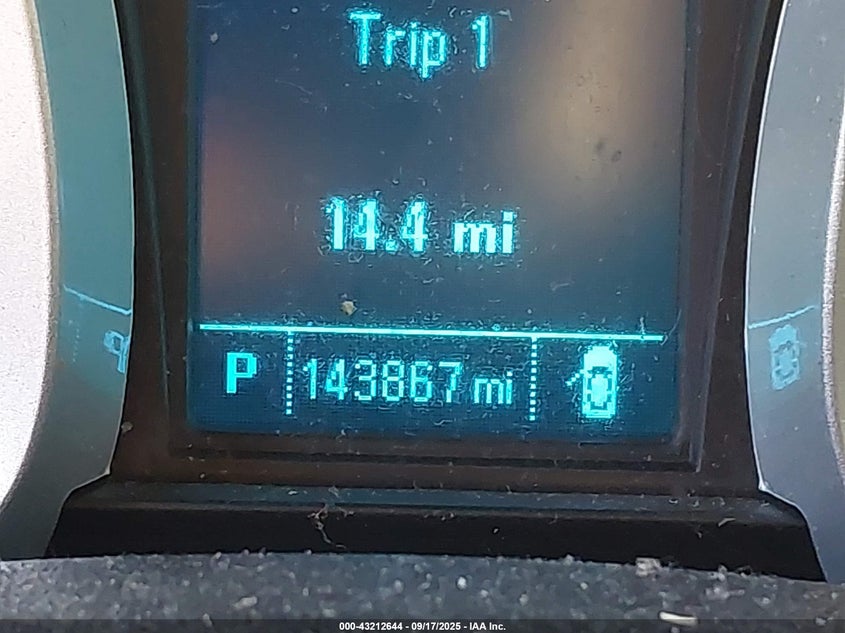 Trip 1
14.4 mi
P 143867 mi
000-43212644 - 09/17/2025 - IAA Inc.